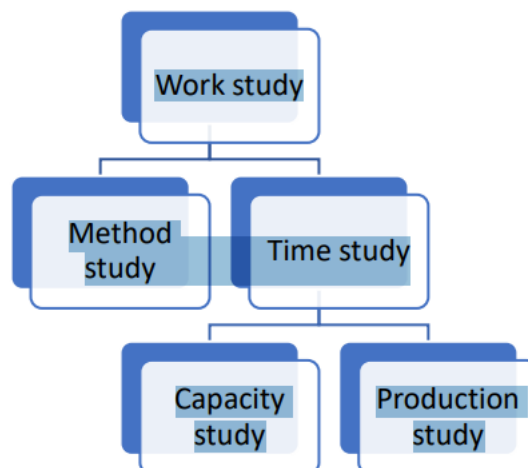 Work study
Method
study
Time study
Capacity
study
Production
study